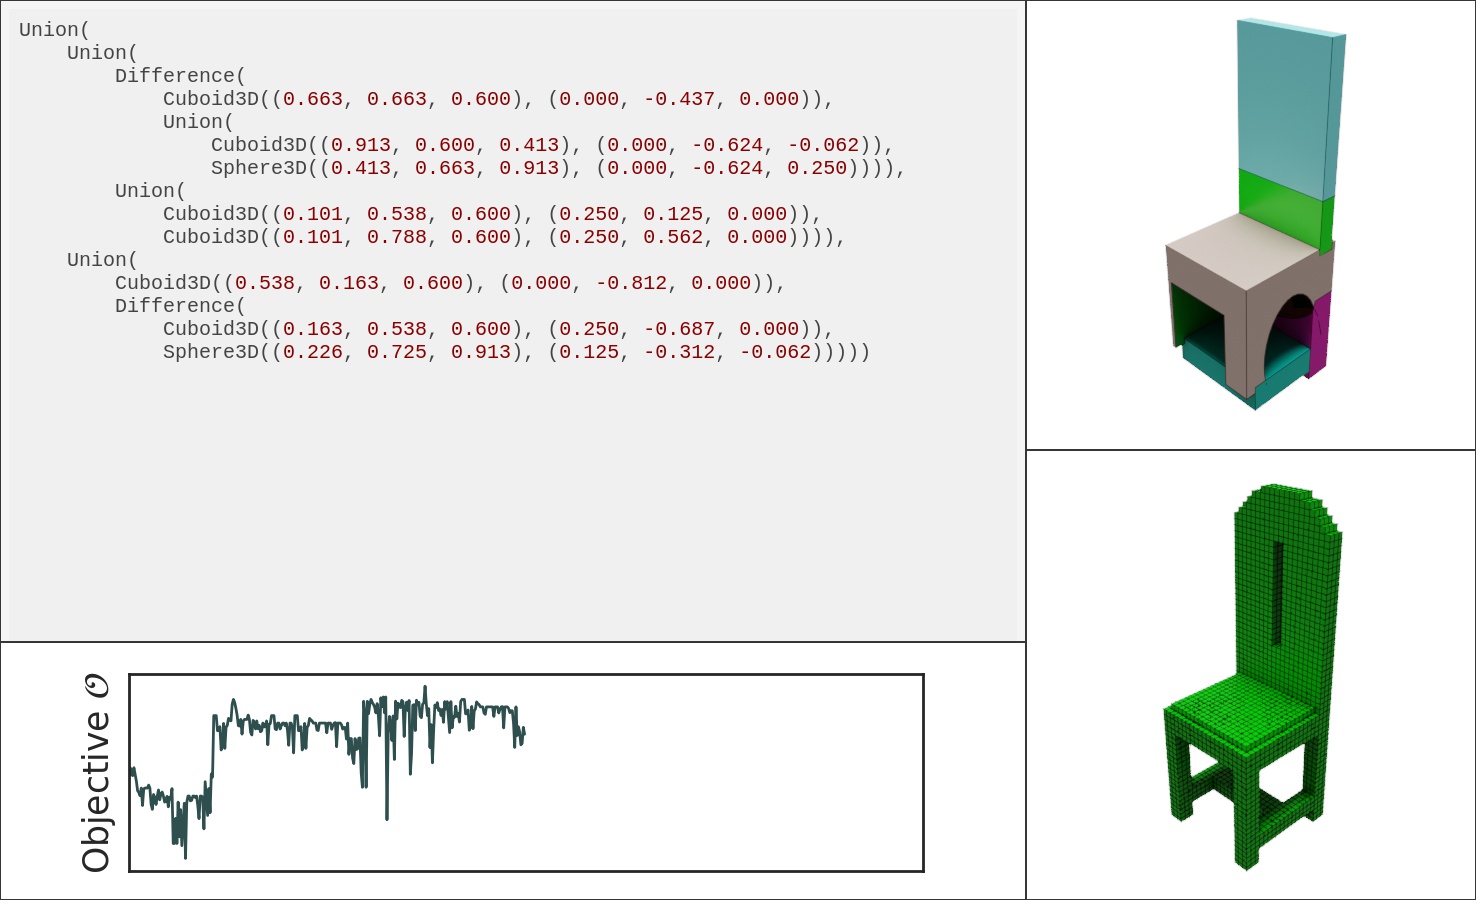 Union(
    Union(
        Difference(
            Cuboid3D((0.663, 0.663, 0.600), (0.000, -0.437, 0.000)),
            Union(
                Cuboid3D((0.913, 0.600, 0.413), (0.000, -0.624, -0.062)),
                Sphere3D((0.413, 0.663, 0.913), (0.000, -0.624, 0.250)))),
        Union(
            Cuboid3D((0.101, 0.538, 0.600), (0.250, 0.125, 0.000)),
            Cuboid3D((0.101, 0.788, 0.600), (0.250, 0.562, 0.000)))),
    Union(
        Cuboid3D((0.538, 0.163, 0.600), (0.000, -0.812, 0.000)),
        Difference(
            Cuboid3D((0.163, 0.538, 0.600), (0.250, -0.687, 0.000)),
            Sphere3D((0.226, 0.725, 0.913), (0.125, -0.312, -0.062)))))
Objective 𝒪